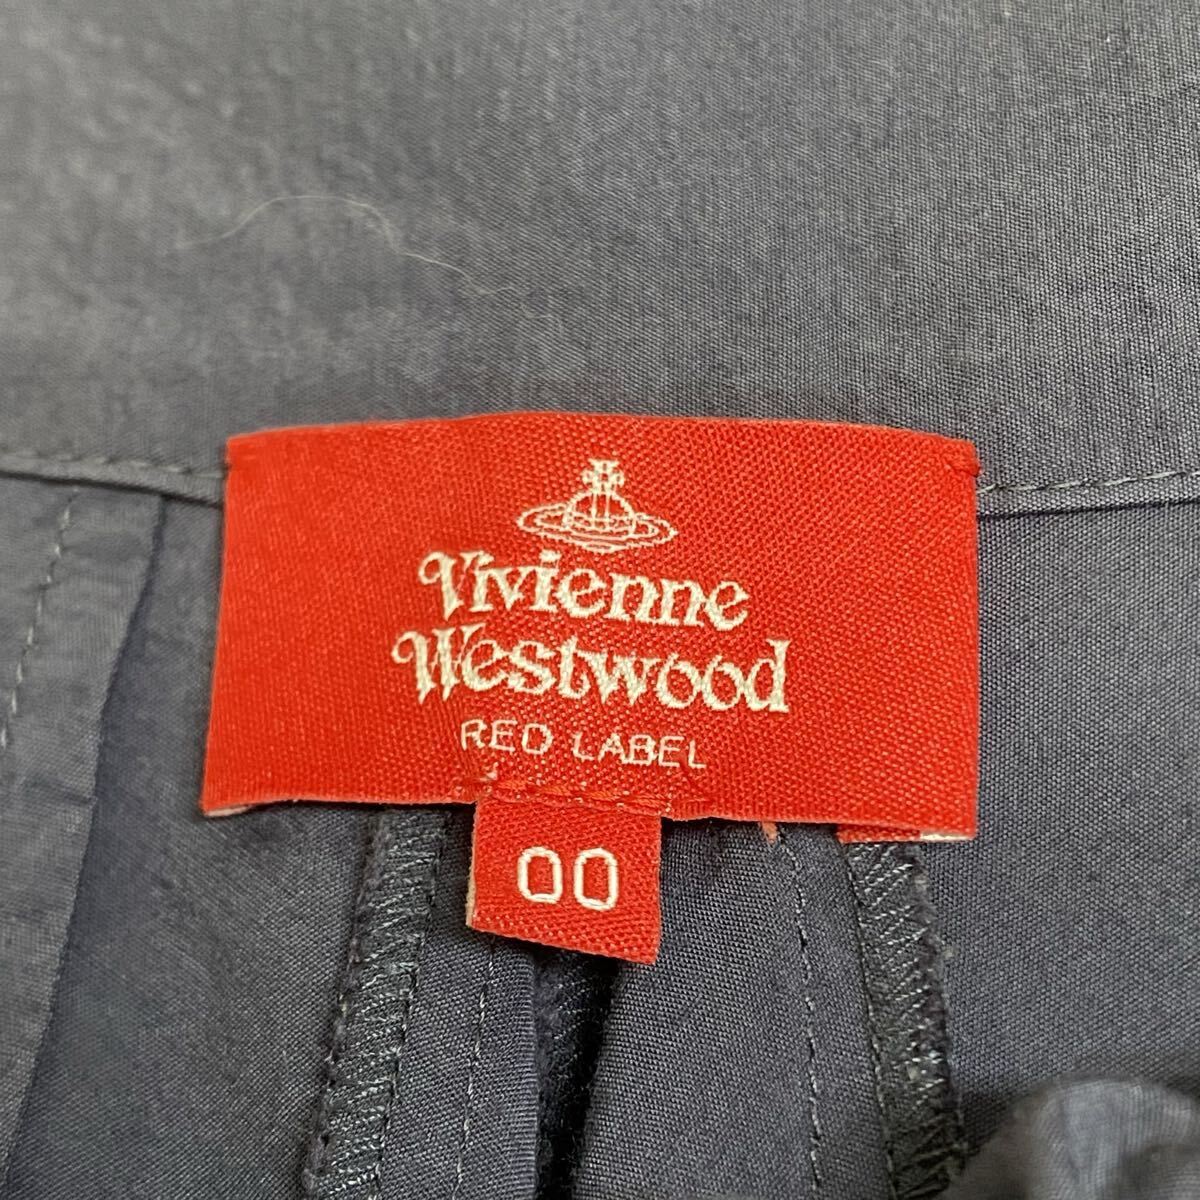 Vivienne
Westwood
RED LABEL
00